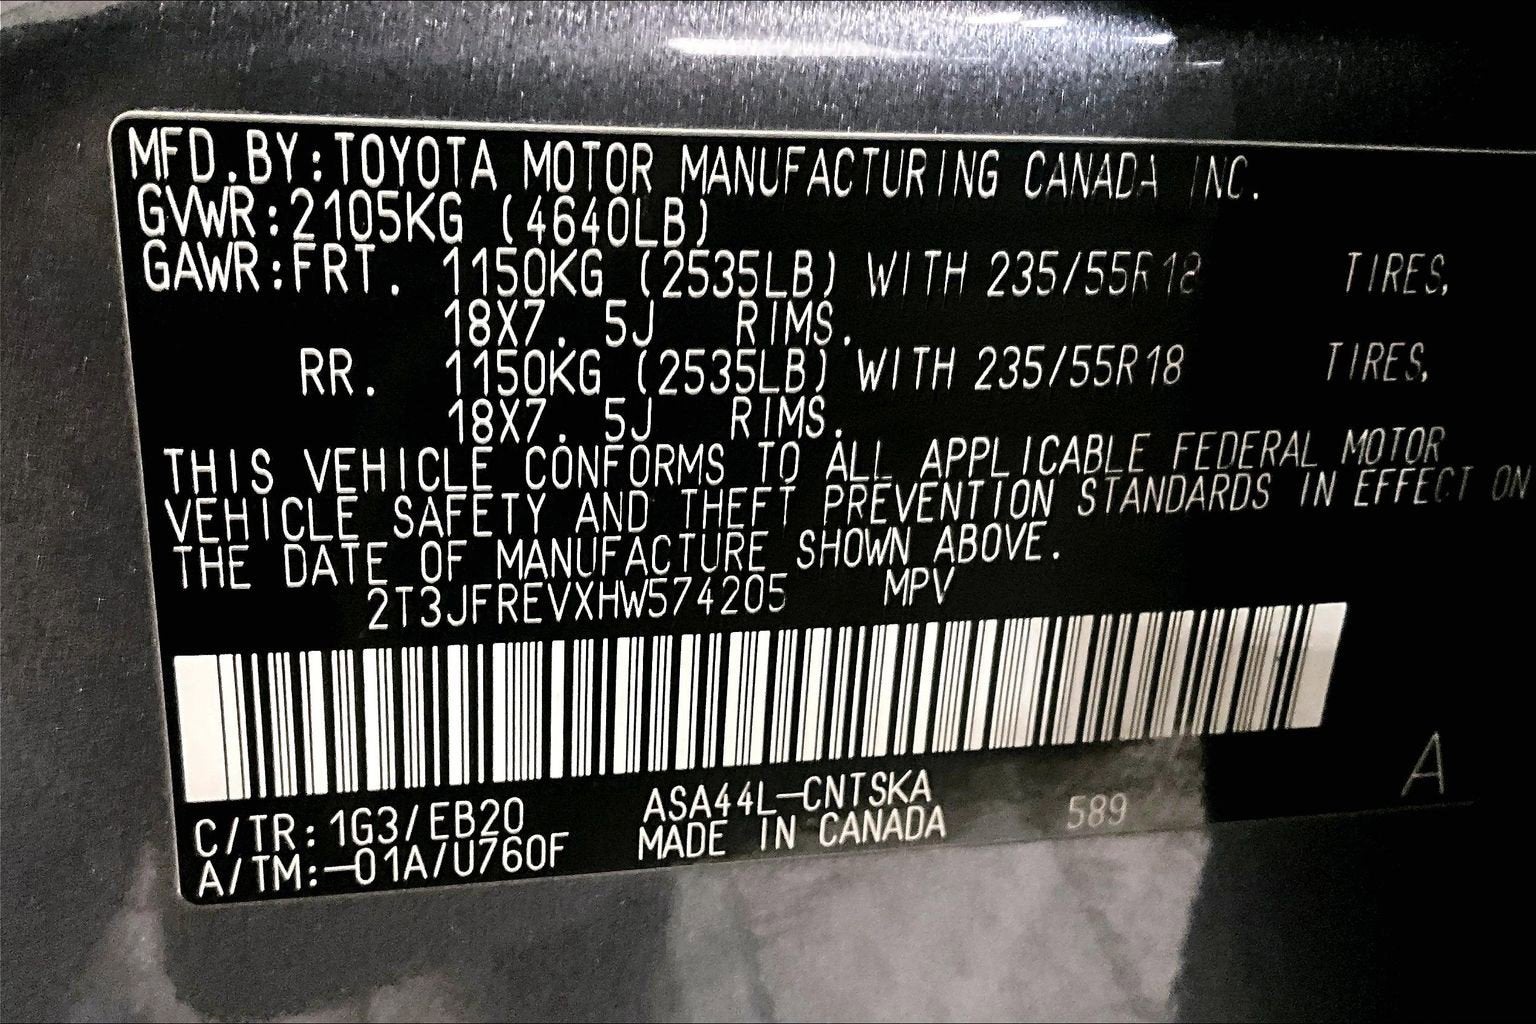 MFD.BY:TOYOTA MOTOR MANUFACTURING CANADA INC.
GVWR:2105KG (4640LB)
GAWR:FRT. 1150KG (2535LB) WITH 235/55R18 TIRES,
18X7.5J RIMS.
RR. 1150KG (2535LB) WITH 235/55R18 TIRES,
18X7.5J RIMS.
THIS VEHICLE CONFORMS TO ALL APPLICABLE FEDERAL MOTOR
VEHICLE SAFETY AND THEFT PREVENTION STANDARDS IN EFFECT ON
THE DATE OF MANUFACTURE SHOWN ABOVE.
2T3JFREVXHW574205 MPV
C/TR:1G3/EB20 ASA44L-CNTSKA A
A/TM:-01A/U760F MADE IN CANADA 589